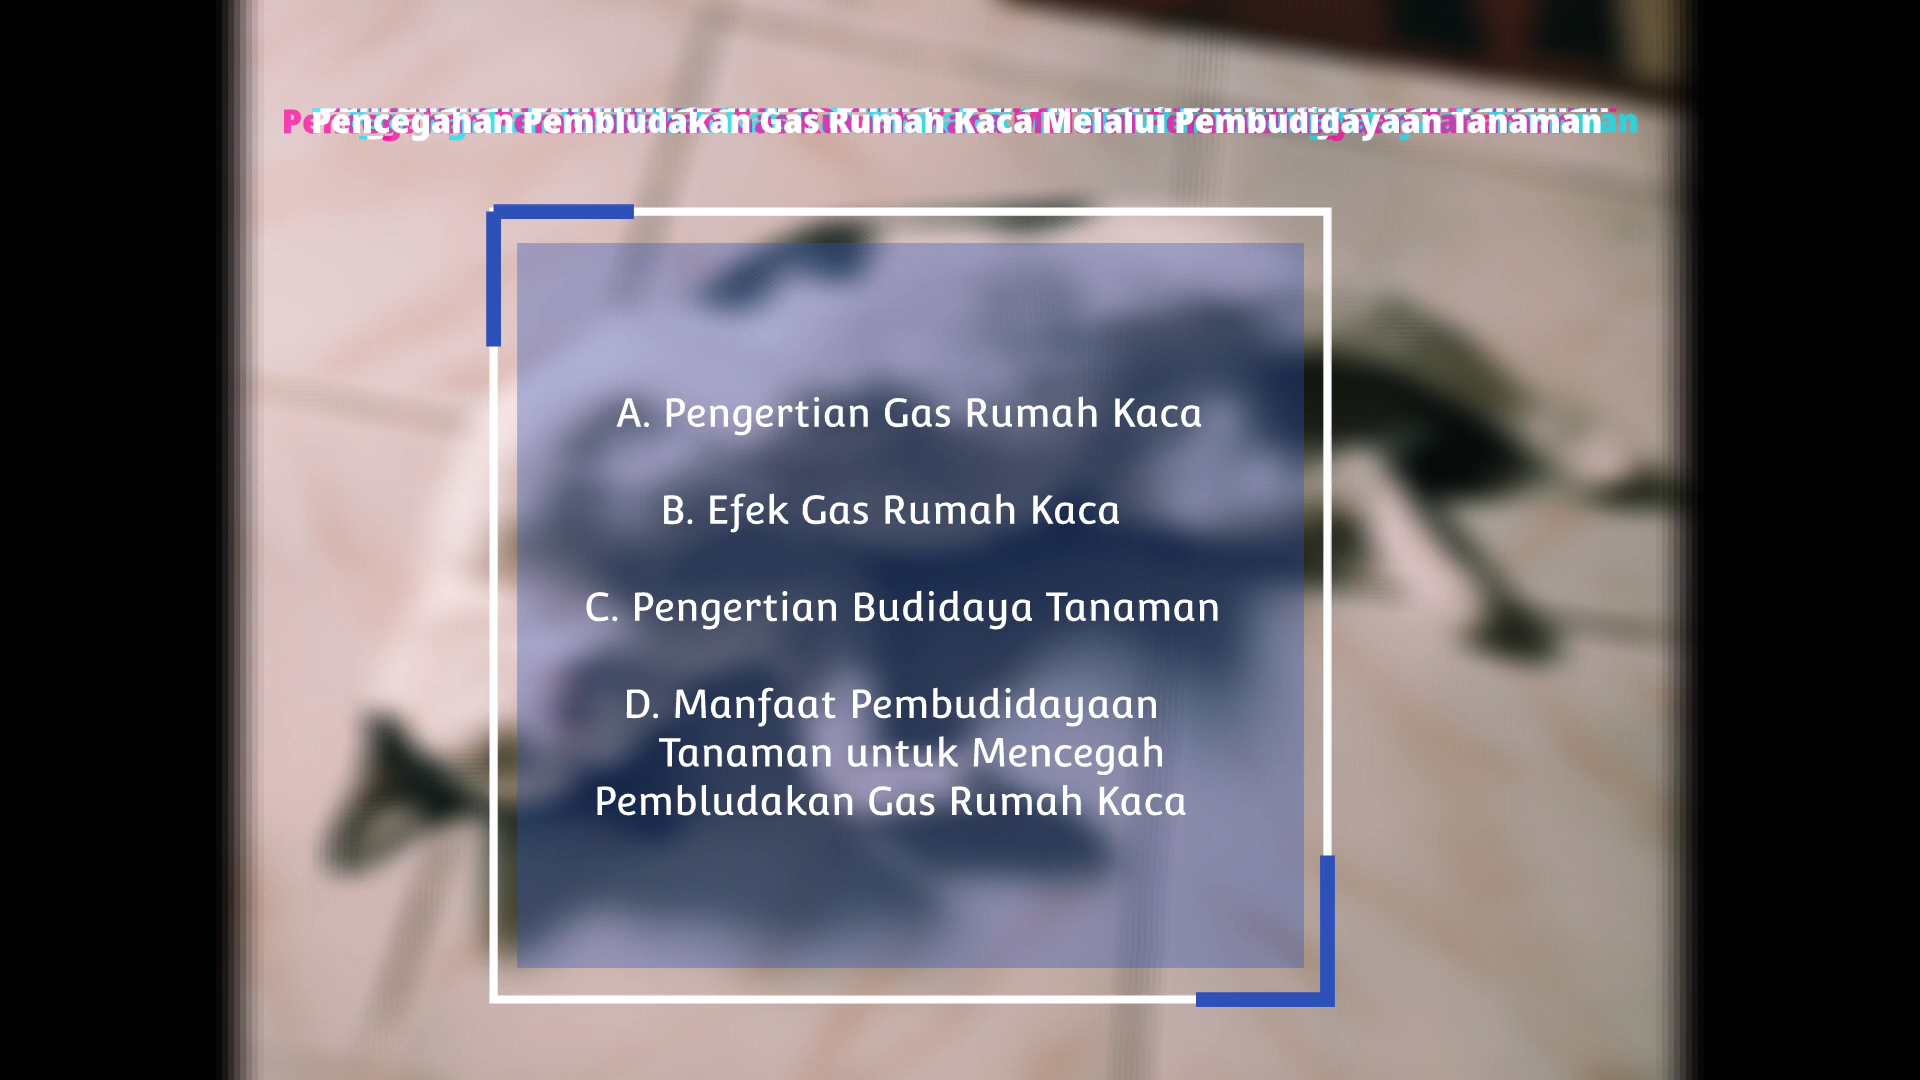 Pencegahan Pembludakan Gas Rumah Kaca Melalui Pembudidayaan Tanaman
A. Pengertian Gas Rumah Kaca
B. Efek Gas Rumah Kaca
C. Pengertian Budidaya Tanaman
D. Manfaat Pembudidayaan
Tanaman untuk Mencegah
Pembludakan Gas Rumah Kaca